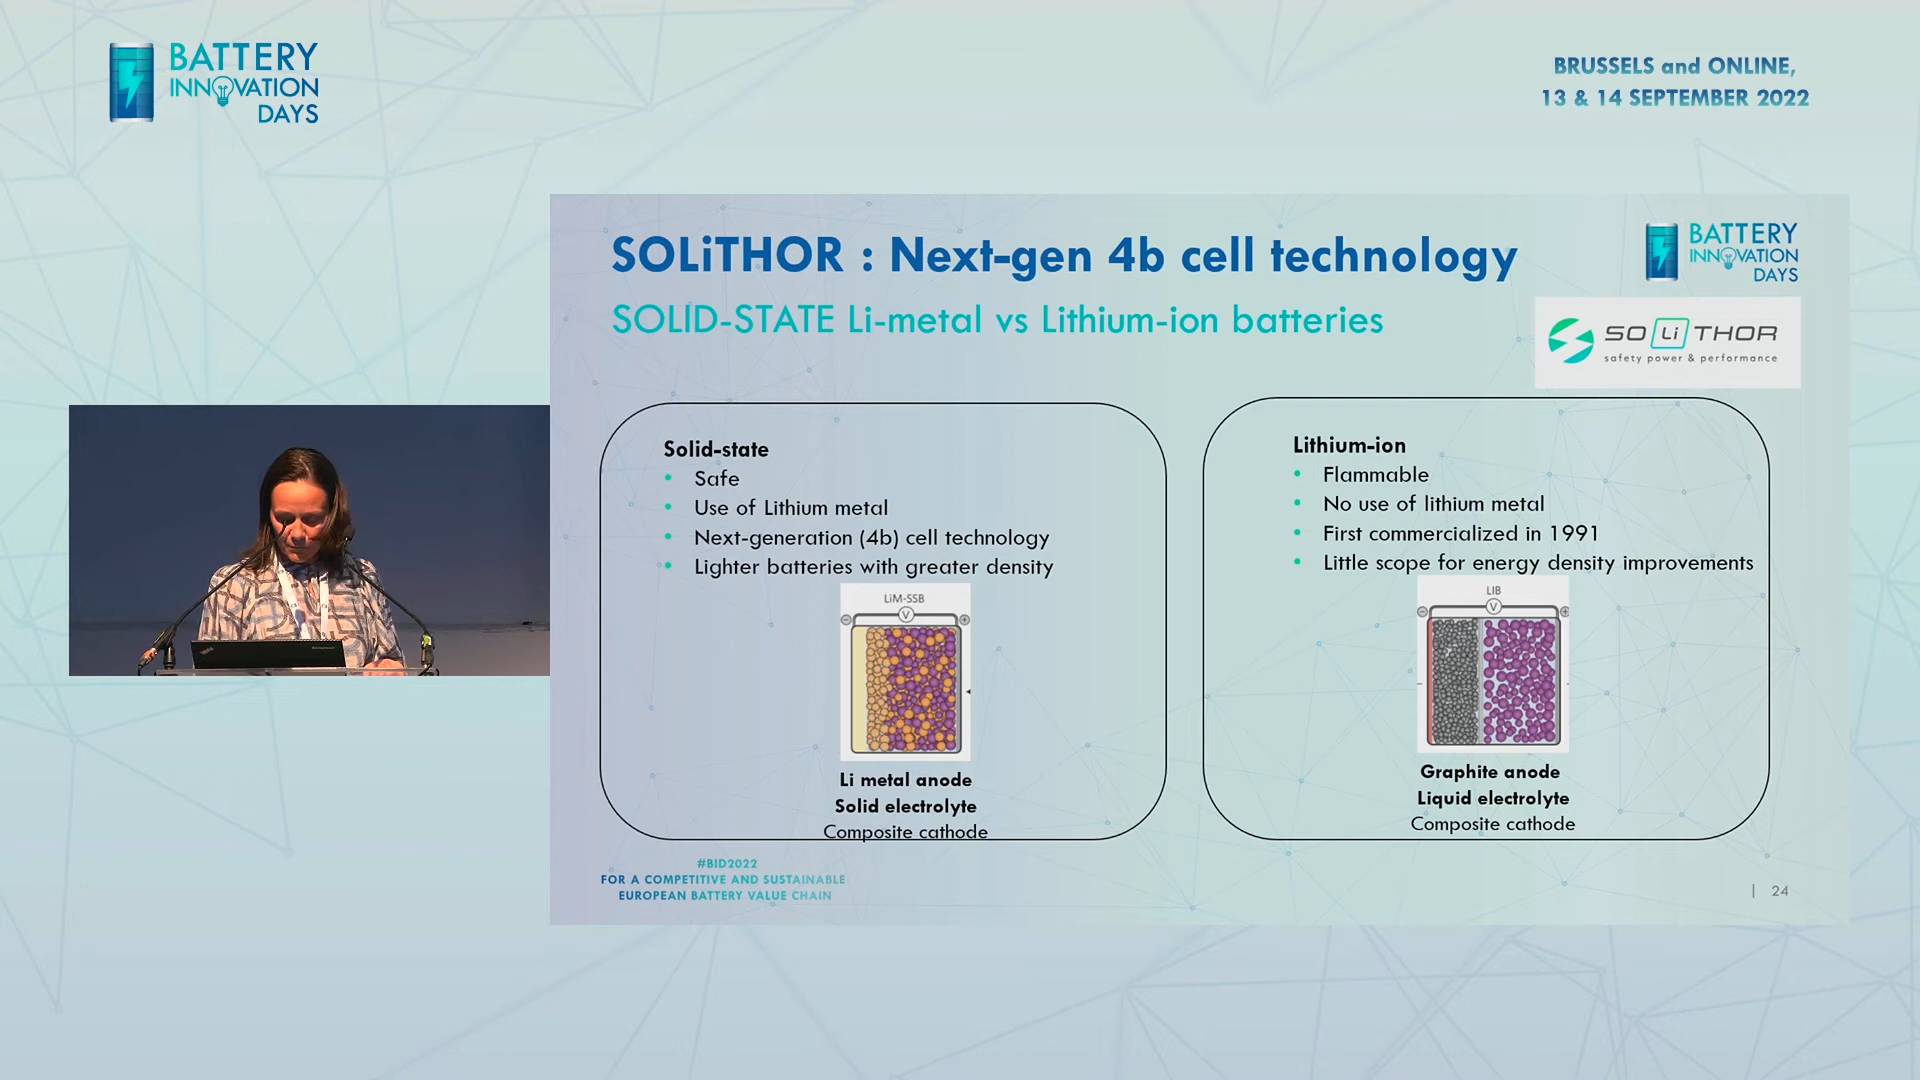 BATTERY
INNOVATION
DAYS
BRUSSELS and ONLINE,
13 & 14 SEPTEMBER 2022
SOLiTHOR : Next-gen 4b cell technology
SOLID-STATE Li-metal vs Lithium-ion batteries
BATTERY
INNOVATION
DAYS
SOLiTHOR
safety power & performance
Solid-state
• Safe
• Use of Lithium metal
• Next-generation (4b) cell technology
• Lighter batteries with greater density
LiM-SSB
V
Li metal anode
Solid electrolyte
Composite cathode
Lithium-ion
• Flammable
• No use of lithium metal
• First commercialized in 1991
• Little scope for energy density improvements
LIB
V
Graphite anode
Liquid electrolyte
Composite cathode
#BID2022
FOR A COMPETITIVE AND SUSTAINABLE
EUROPEAN BATTERY VALUE CHAIN
| 24